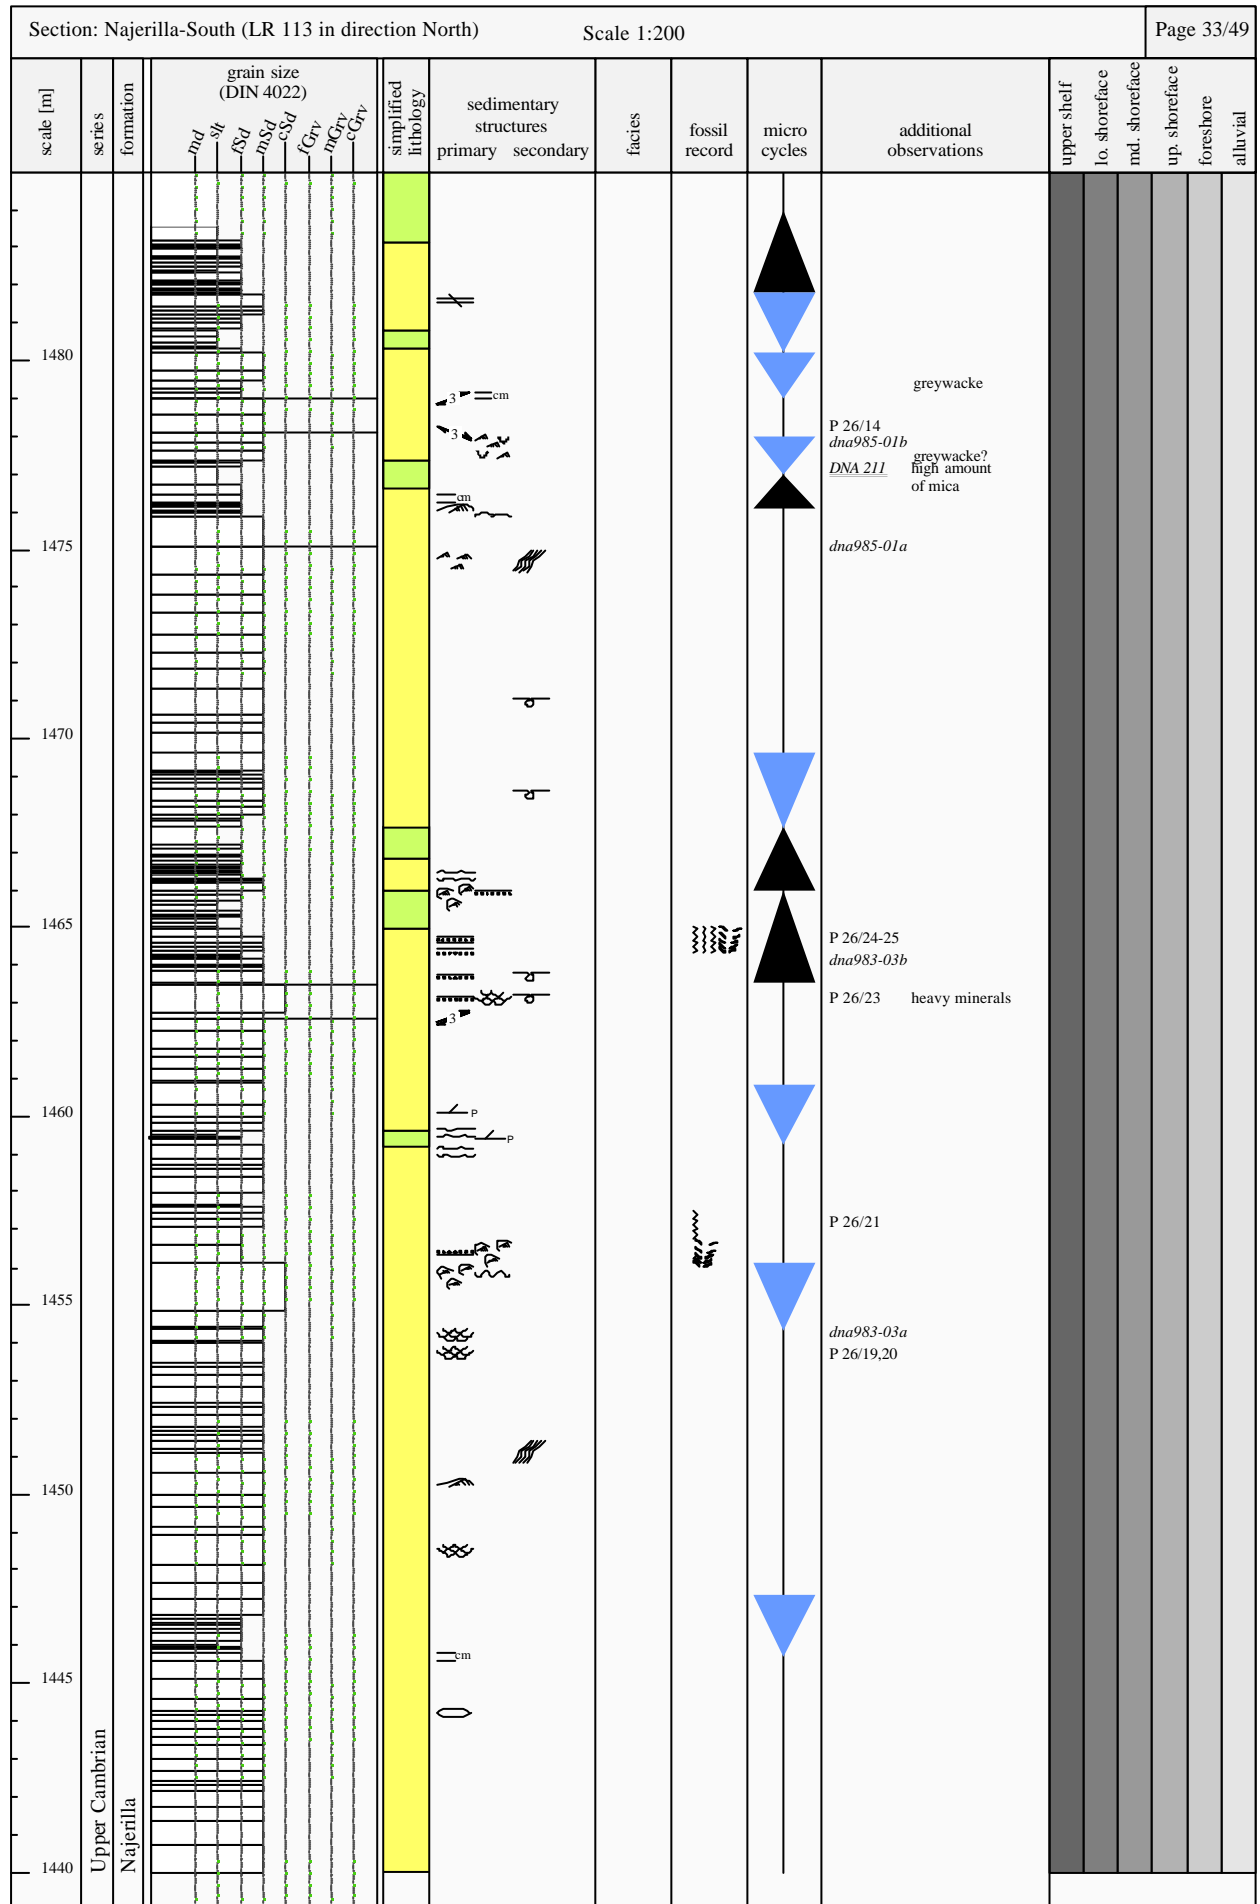 Section: Najerilla-South (LR 113 in direction North)
Scale 1:200
Page 33/49
scale [m]
series
formation
grain size
(DIN 4022)
md
slt
fSd
mSd
cSd
fGrv
mGrv
cGrv
simplified
lithology
sedimentary
structures
primary secondary
facies
fossil
record
micro
cycles
additional
observations
upper shelf
lo. shoreface
md. shoreface
up. shoreface
foreshore
alluvial
1480
greywacke
3
cm
P 26/14
3
dna985-01b
greywacke?
DNA 211 high amount
of mica
cm
1475
dna985-01a
1470
1465
P 26/24-25
dna983-03b
P 26/23 heavy minerals
3
1460
P
P
P 26/21
1455
dna983-03a
P 26/19,20
1450
cm
1445
Upper Cambrian
Najerilla
1440